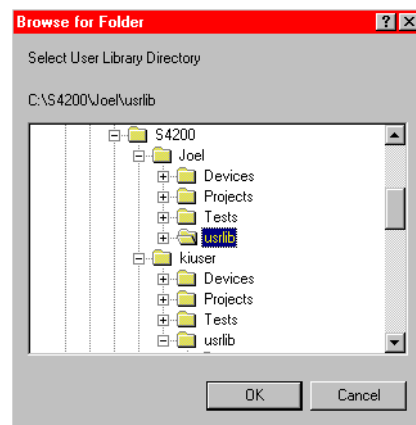 Browse for Folder
Select User Library Directory
C:\S4200\Joel\usrlib
S4200
Joel
Devices
Projects
Tests
usrlib
kiuser
Devices
Projects
Tests
usrlib
OK
Cancel